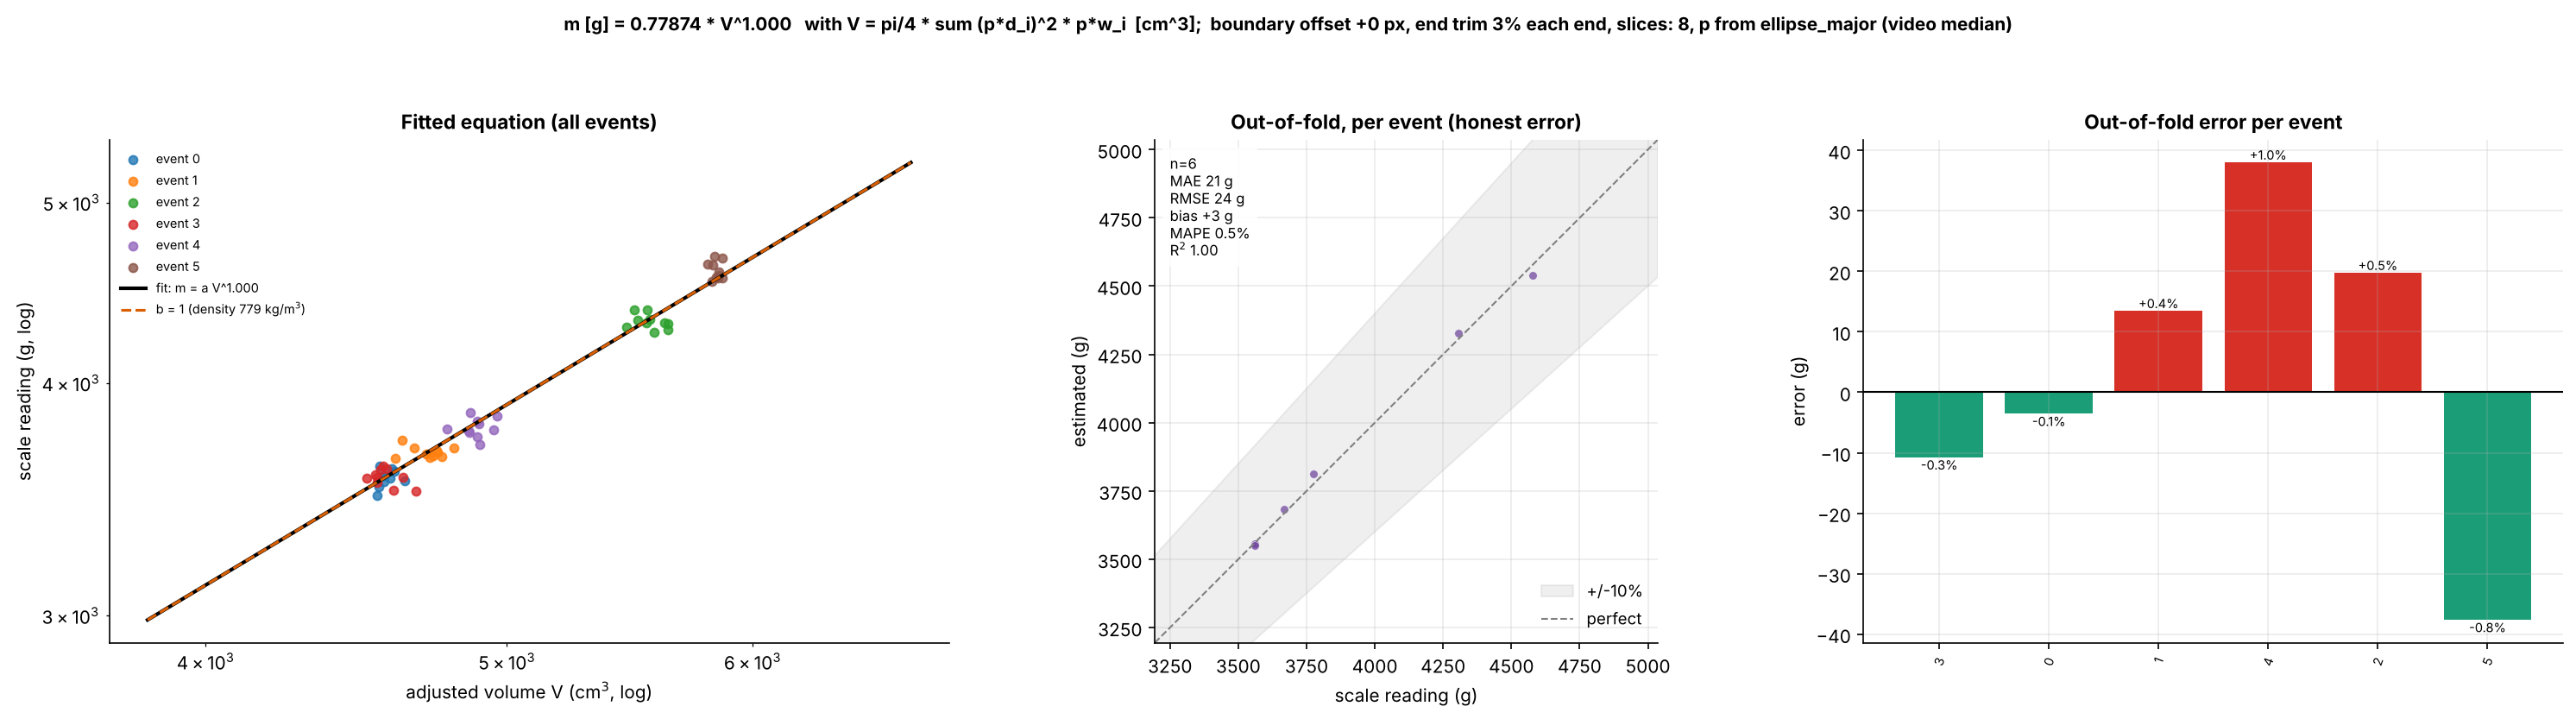 m [g] = 0.77874 * V^1.000 with V = pi/4 * sum (p*d_i)^2 * p*w_i [cm^3]; boundary offset +0 px, end trim 3% each end, slices: 8, p from ellipse_major (video median)
Fitted equation (all events)
event 0
event 1
event 2
event 3
event 4
event 5
fit: m = a V^1.000
b = 1 (density 779 kg/m³)
5 × 10³
4 × 10³
3 × 10³
scale reading (g, log)
4 × 10³
5 × 10³
6 × 10³
adjusted volume V (cm³, log)
Out-of-fold, per event (honest error)
n=6
MAE 21 g
RMSE 24 g
bias +3 g
MAPE 0.5%
R² 1.00
5000
4750
4500
4250
4000
3750
3500
3250
estimated (g)
+/-10%
perfect
3250
3500
3750
4000
4250
4500
4750
5000
scale reading (g)
Out-of-fold error per event
40
30
20
10
0
−10
−20
−30
−40
error (g)
-0.3%
-0.1%
+0.4%
+1.0%
+0.5%
-0.8%
3
0
1
4
2
5